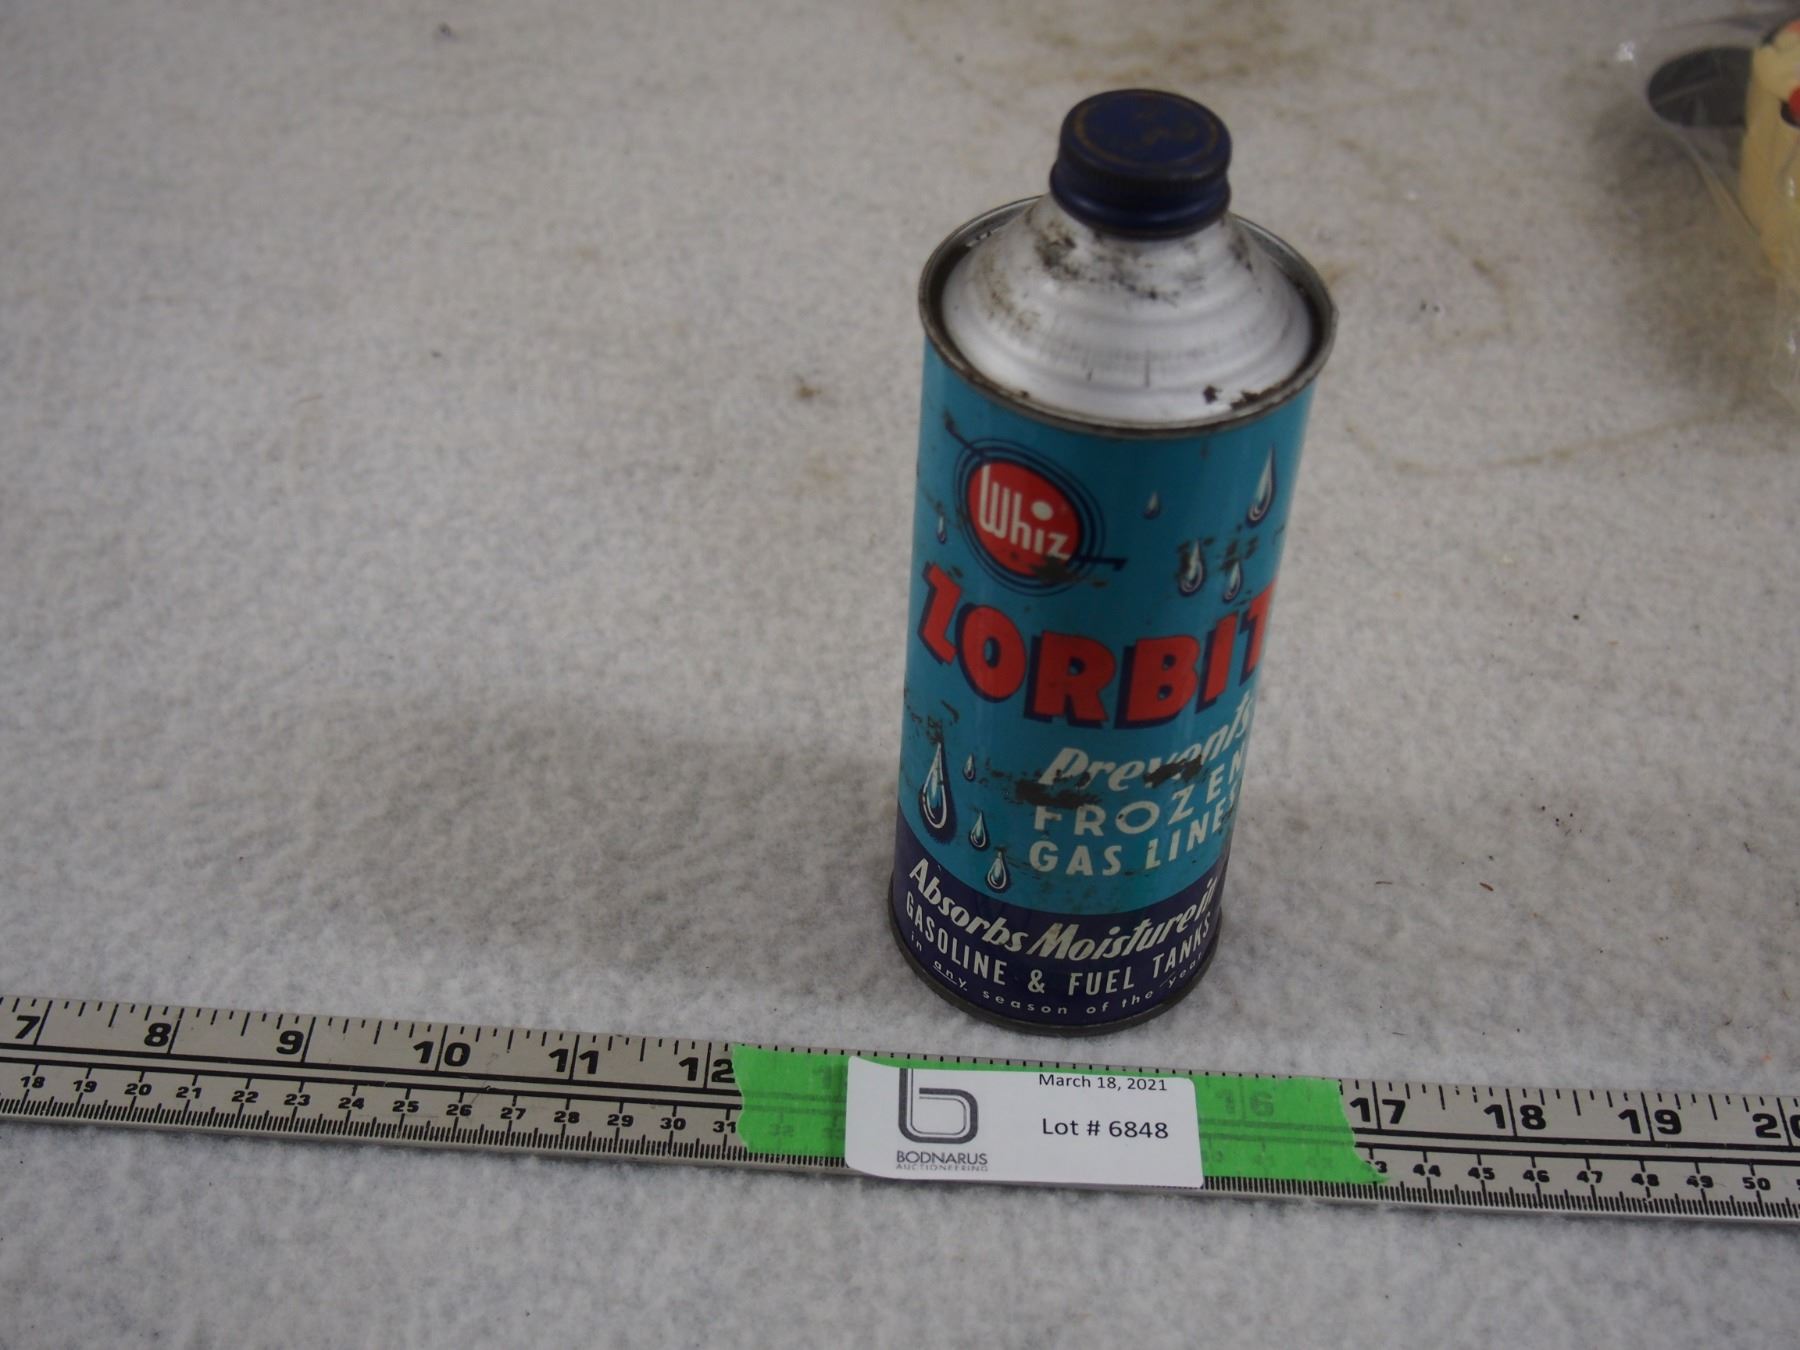 Whiz
ZORBIT
Prevents
FROZEN
GAS LINES
Absorbs Moisture in
GASOLINE & FUEL TANKS
in any season of the year
7 8 9 10 11 12 16 17 18 19 20
18 19 20 21 22 23 24 25 26 27 28 29 30 31 32 44 45 46 47 48 49 50
March 18, 2021
Lot # 6848
BODNARUS
AUCTIONEERING